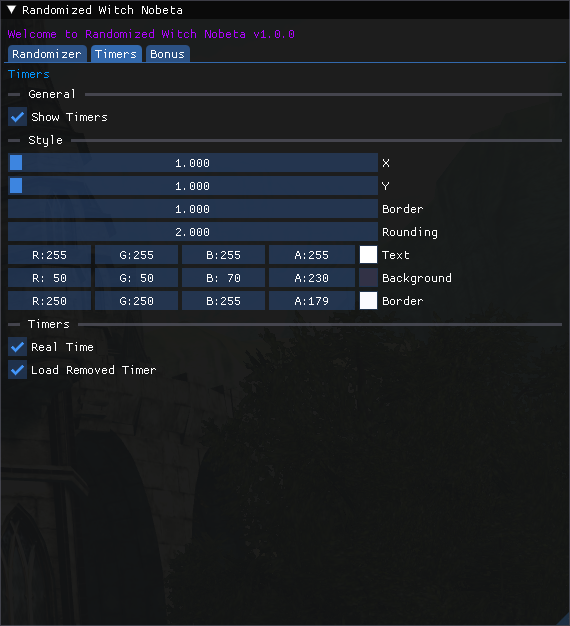 Randomized Witch Nobeta
Welcome to Randomized Witch Nobeta v1.0.0
Randomizer Timers Bonus
Timers
General
Show Timers
Style
1.000 X
1.000 Y
1.000 Border
2.000 Rounding
R:255 G:255 B:255 A:255 Text
R: 50 G: 50 B: 70 A:230 Background
R:250 G:250 B:250 A:179 Border
Timers
Real Time
Load Removed Timer